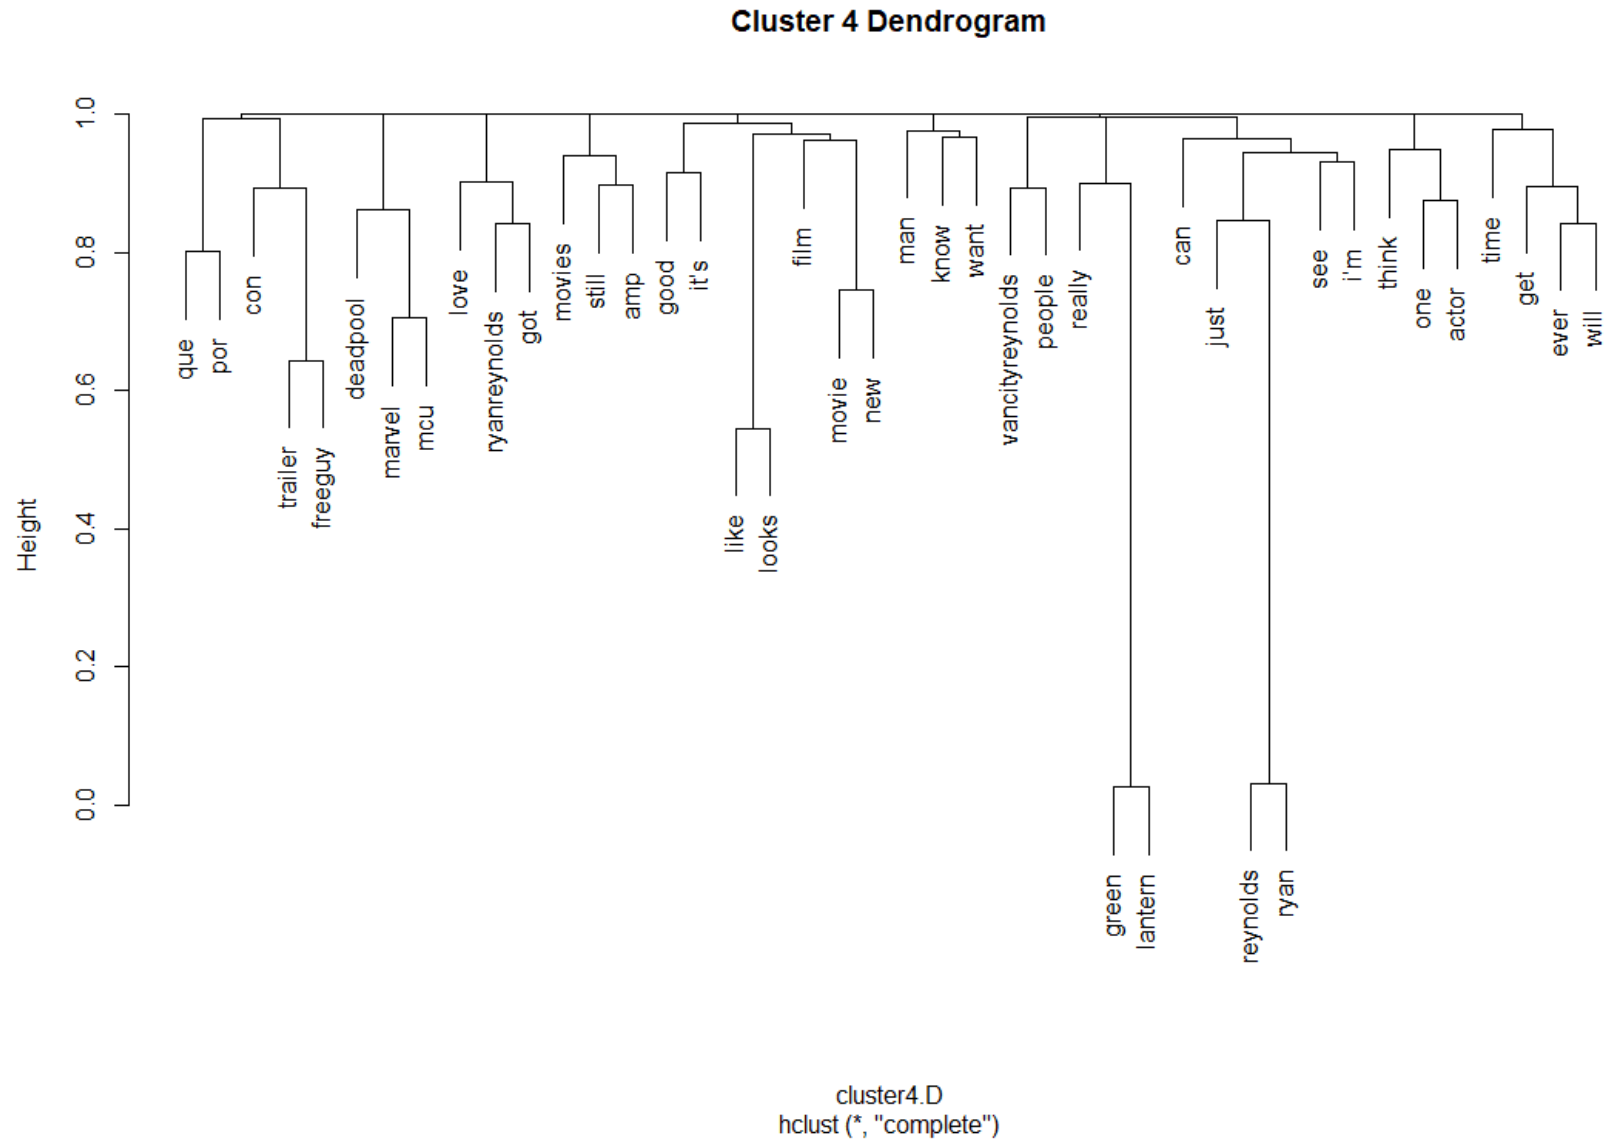 Cluster 4 Dendrogram
Height
1.0
0.8
0.6
0.4
0.2
0.0
que
por
con
trailer
freeguy
deadpool
marvel
mcu
love
ryanreynolds
got
movies
still
amp
good
it's
like
looks
film
movie
new
man
know
want
vancityreynolds
people
really
green
lantern
can
just
reynolds
ryan
see
i'm
think
one
actor
time
get
ever
will
cluster4.D
hclust (*, "complete")